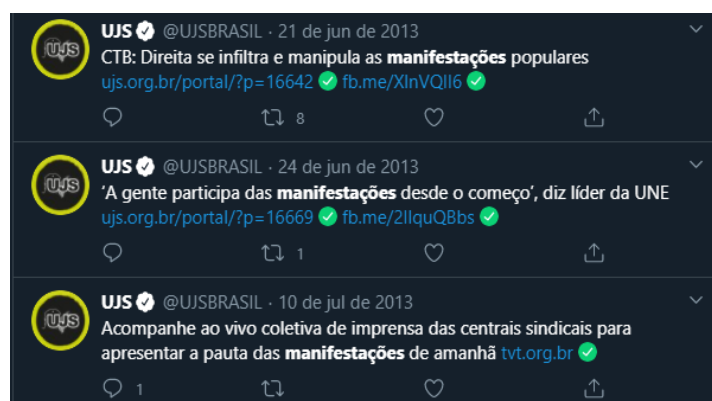 UJS @UJSBRASIL · 21 de jun de 2013
CTB: Direita se infiltra e manipula as manifestações populares
ujs.org.br/portal/?p=16642 fb.me/XlnVQIl6
8
UJS @UJSBRASIL · 24 de jun de 2013
‘A gente participa das manifestações desde o começo’, diz líder da UNE
ujs.org.br/portal/?p=16669 fb.me/2IIquQBbs
1
UJS @UJSBRASIL · 10 de jul de 2013
Acompanhe ao vivo coletiva de imprensa das centrais sindicais para
apresentar a pauta das manifestações de amanhã tvt.org.br
1